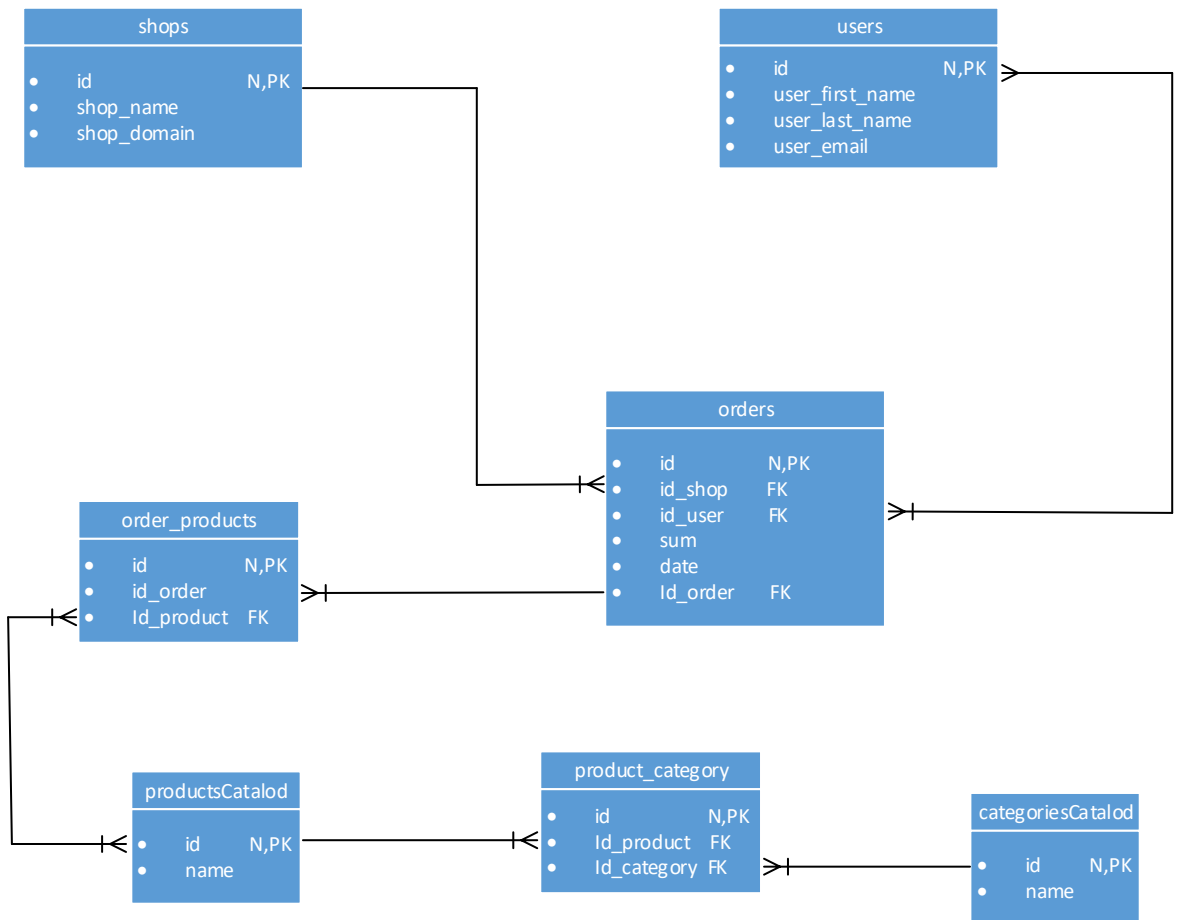 shops
id N,PK
shop_name
shop_domain
users
id N,PK
user_first_name
user_last_name
user_email
orders
id N,PK
id_shop FK
id_user FK
sum
date
Id_order FK
order_products
id N,PK
id_order
Id_product FK
productsCatalod
id N,PK
name
product_category
id N,PK
Id_product FK
Id_category FK
categoriesCatalod
id N,PK
name